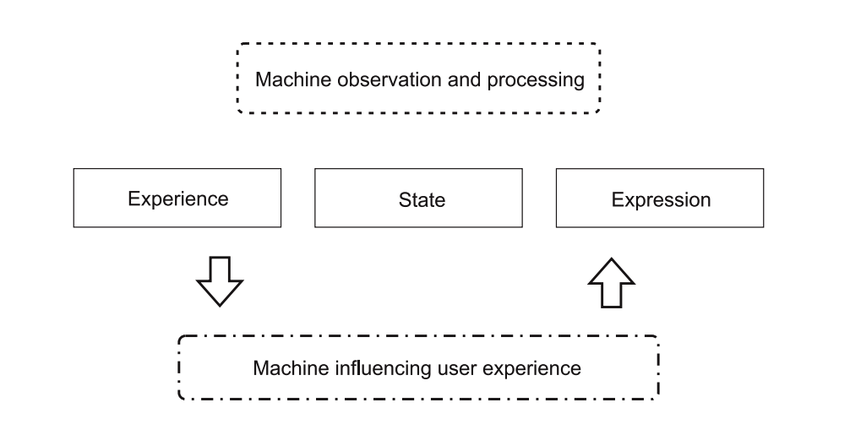 Machine observation and processing
Experience
State
Expression
Machine influencing user experience